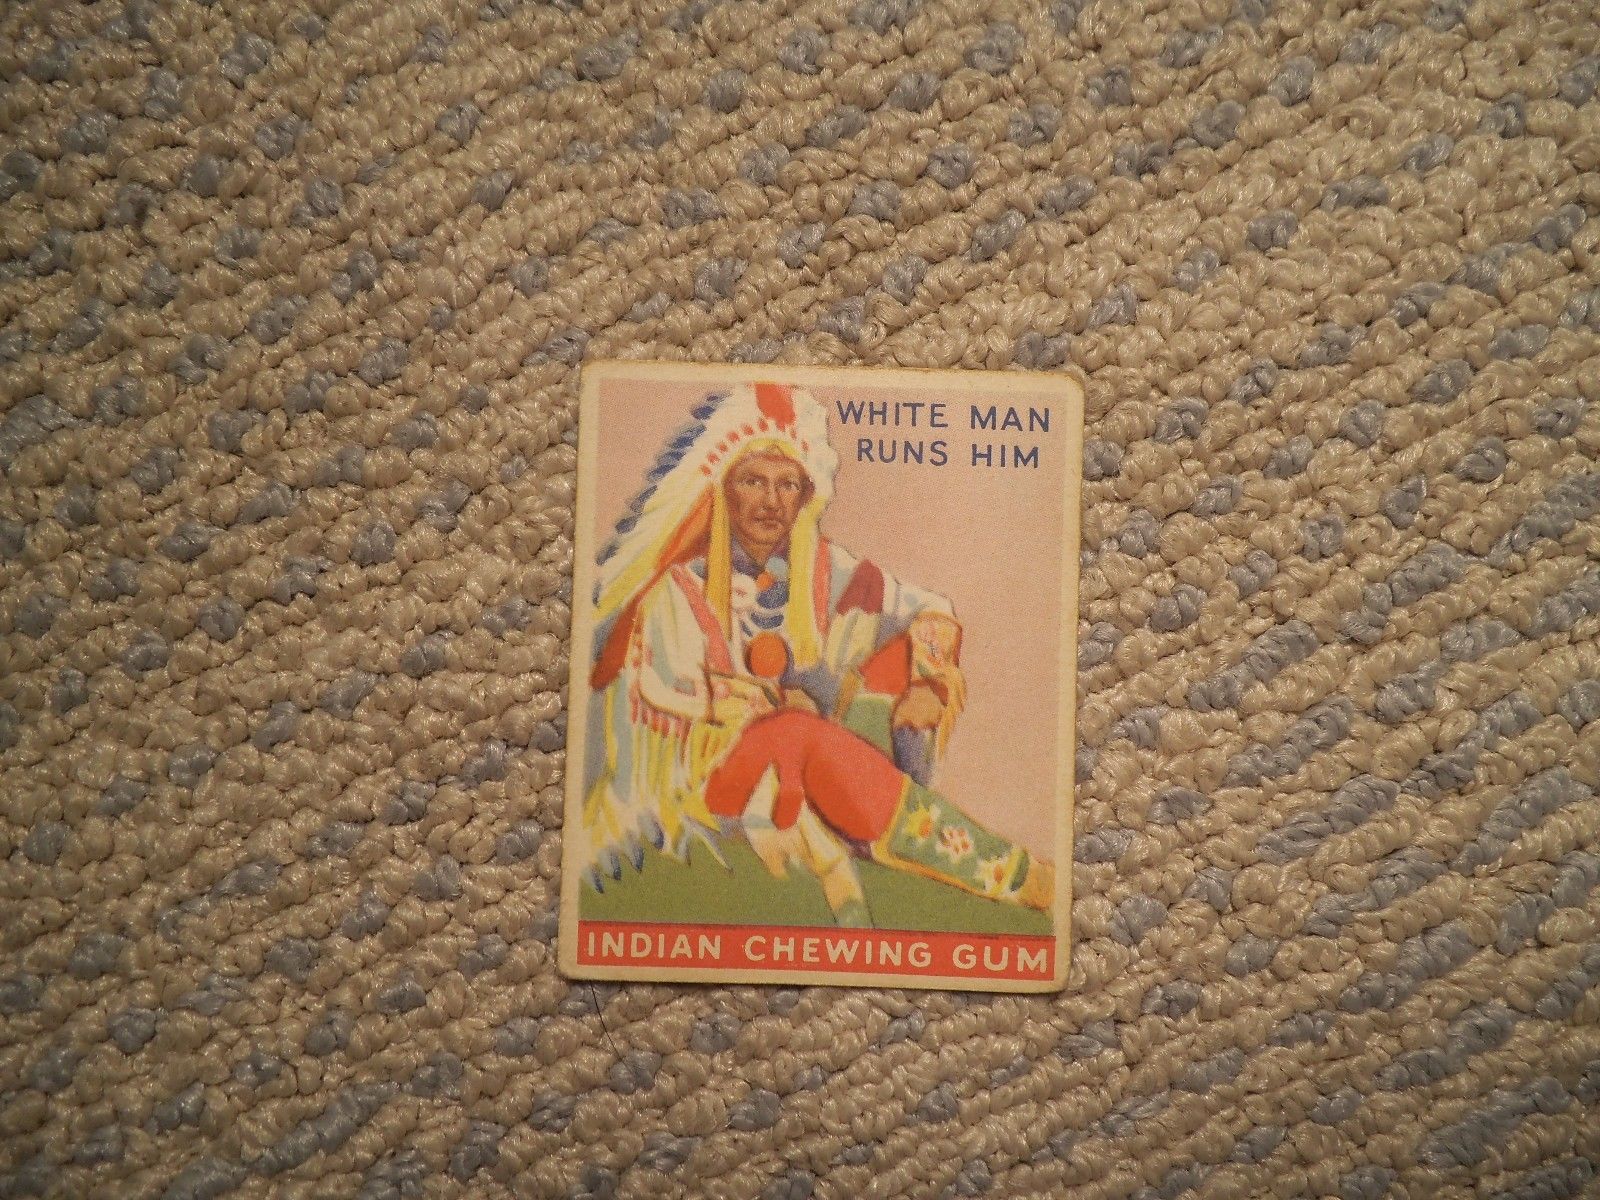 WHITE MAN
RUNS HIM
INDIAN CHEWING GUM